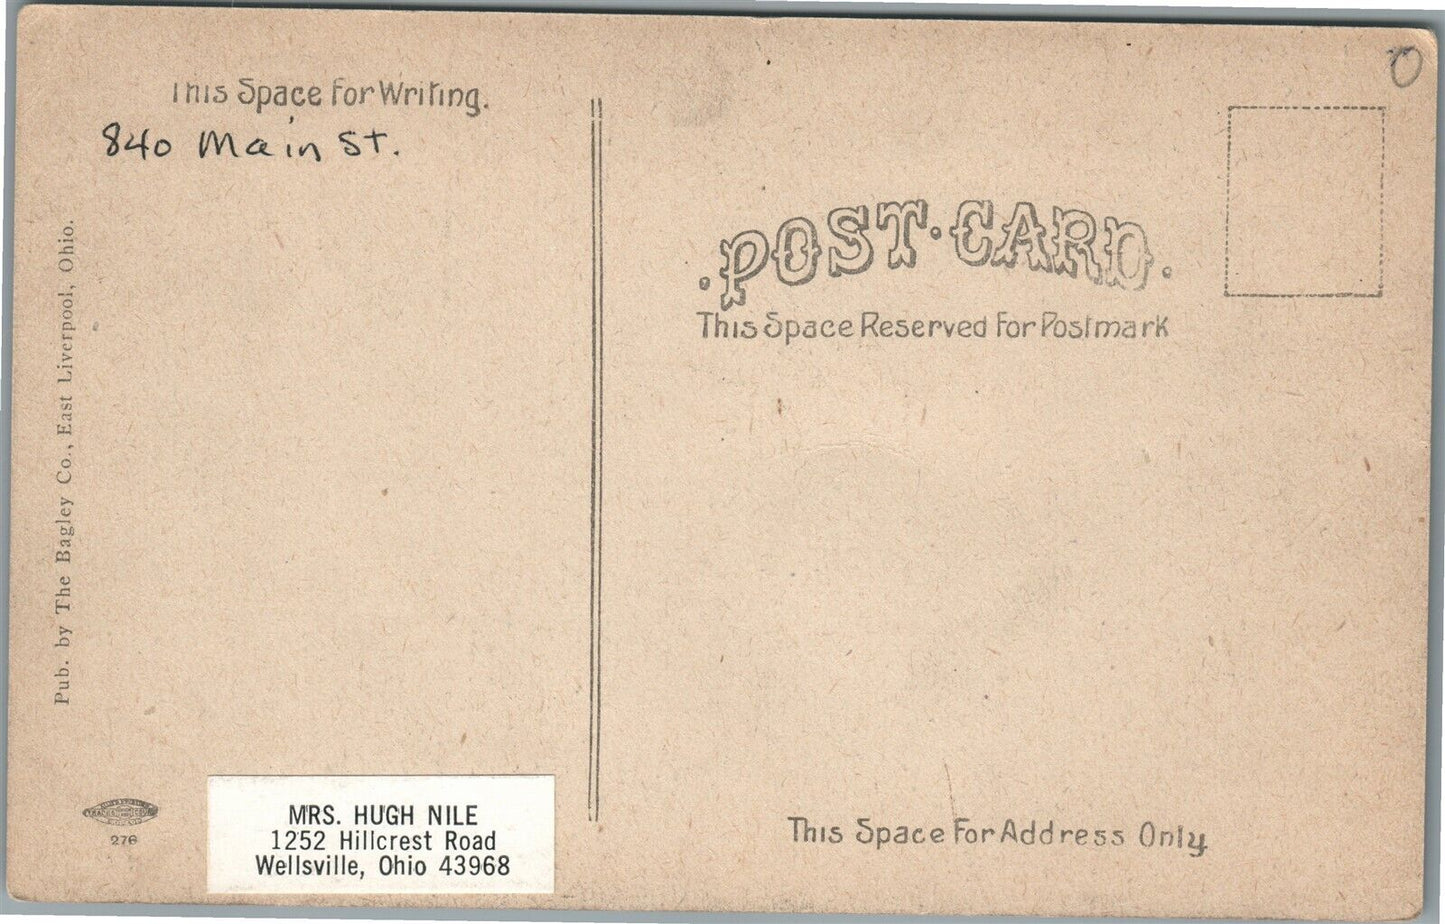 This Space For Writing.
840 Main St.
Pub. by The Bagley Co., East Liverpool, Ohio.
276
MRS. HUGH NILE
1252 Hillcrest Road
Wellsville, Ohio 43968
O
.POST·CARD.
This Space Reserved For Postmark
This Space For Address Only